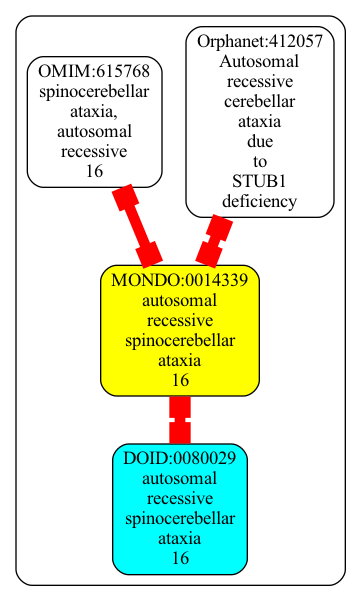 OMIM:615768
spinocerebellar
ataxia,
autosomal
recessive
16
Orphanet:412057
Autosomal
recessive
cerebellar
ataxia
due
to
STUB1
deficiency
MONDO:0014339
autosomal
recessive
spinocerebellar
ataxia
16
DOID:0080029
autosomal
recessive
spinocerebellar
ataxia
16